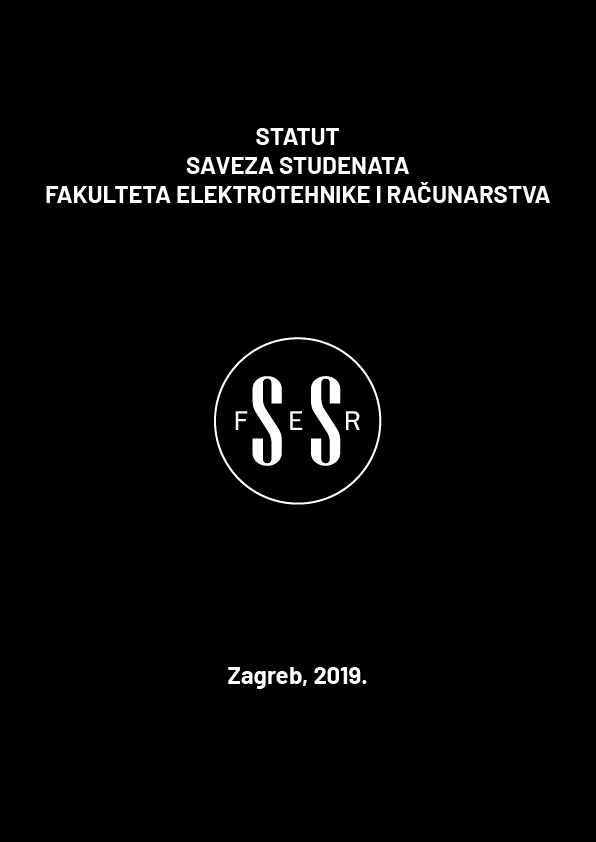 STATUT
SAVEZA STUDENATA
FAKULTETA ELEKTROTEHNIKE I RAČUNARSTVA
F S E S R
Zagreb, 2019.